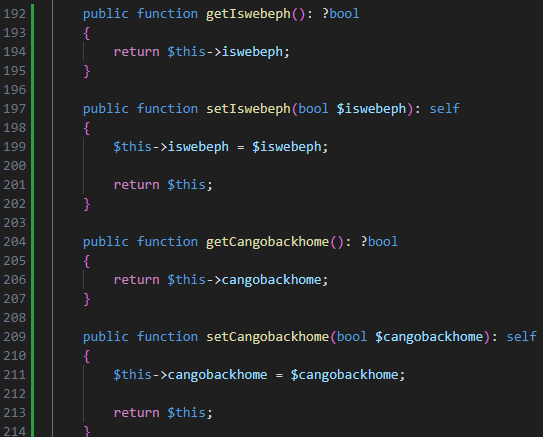 192 public function getIswebeph(): ?bool
193 {
194 return $this->iswebeph;
195 }
196
197 public function setIswebeph(bool $iswebeph): self
198 {
199 $this->iswebeph = $iswebeph;
200
201 return $this;
202 }
203
204 public function getCangobackhome(): ?bool
205 {
206 return $this->cangobackhome;
207 }
208
209 public function setCangobackhome(bool $cangobackhome): self
210 {
211 $this->cangobackhome = $cangobackhome;
212
213 return $this;
214 }